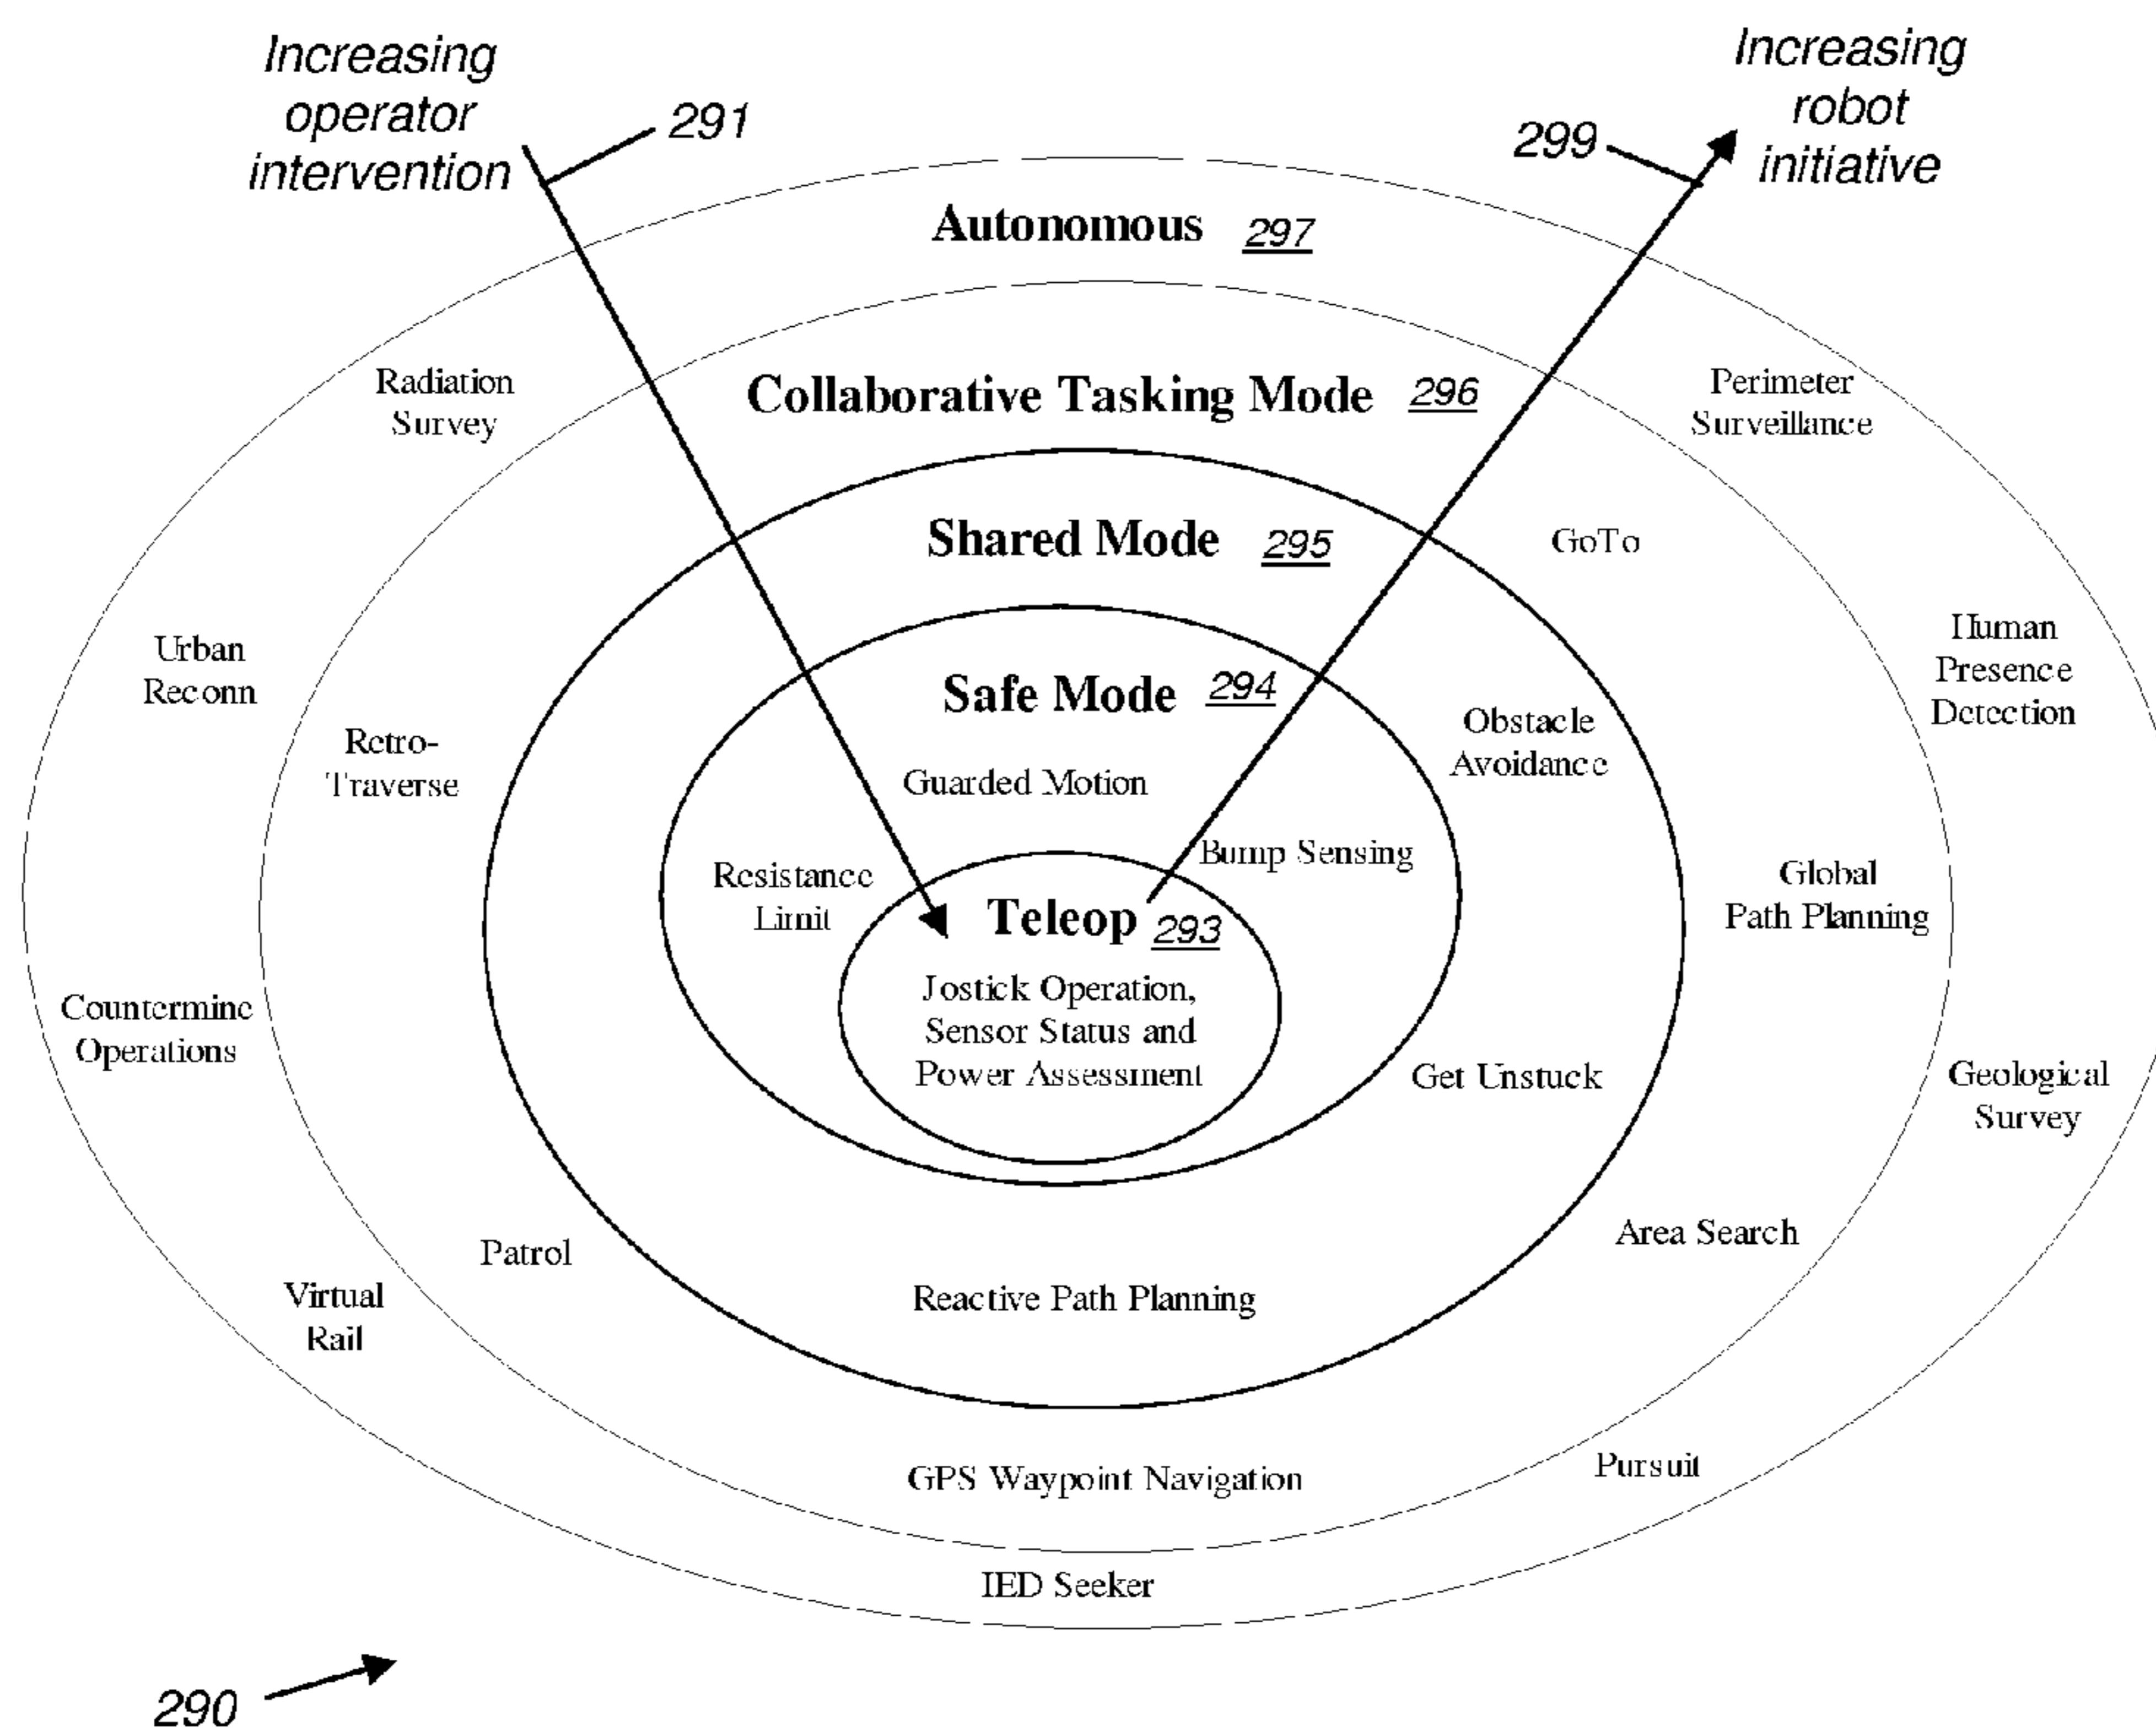 Increasing
operator
intervention
291
299
Increasing
robot
initiative
Autonomous 297
Radiation
Survey
Collaborative Tasking Mode 296
Perimeter
Surveillance
Shared Mode 295
GoTo
Urban
Reconn
Human
Presence
Detection
Safe Mode 294
Retro-
Traverse
Obstacle
Avoidance
Guarded Motion
Bump Sensing
Resistance
Limit
Global
Path Planning
Teleop 293
Jostick Operation,
Sensor Status and
Power Assessment
Countermine
Operations
Get Unstuck
Geological
Survey
Patrol
Area Search
Virtual
Rail
Reactive Path Planning
GPS Waypoint Navigation
Pursuit
IED Seeker
290